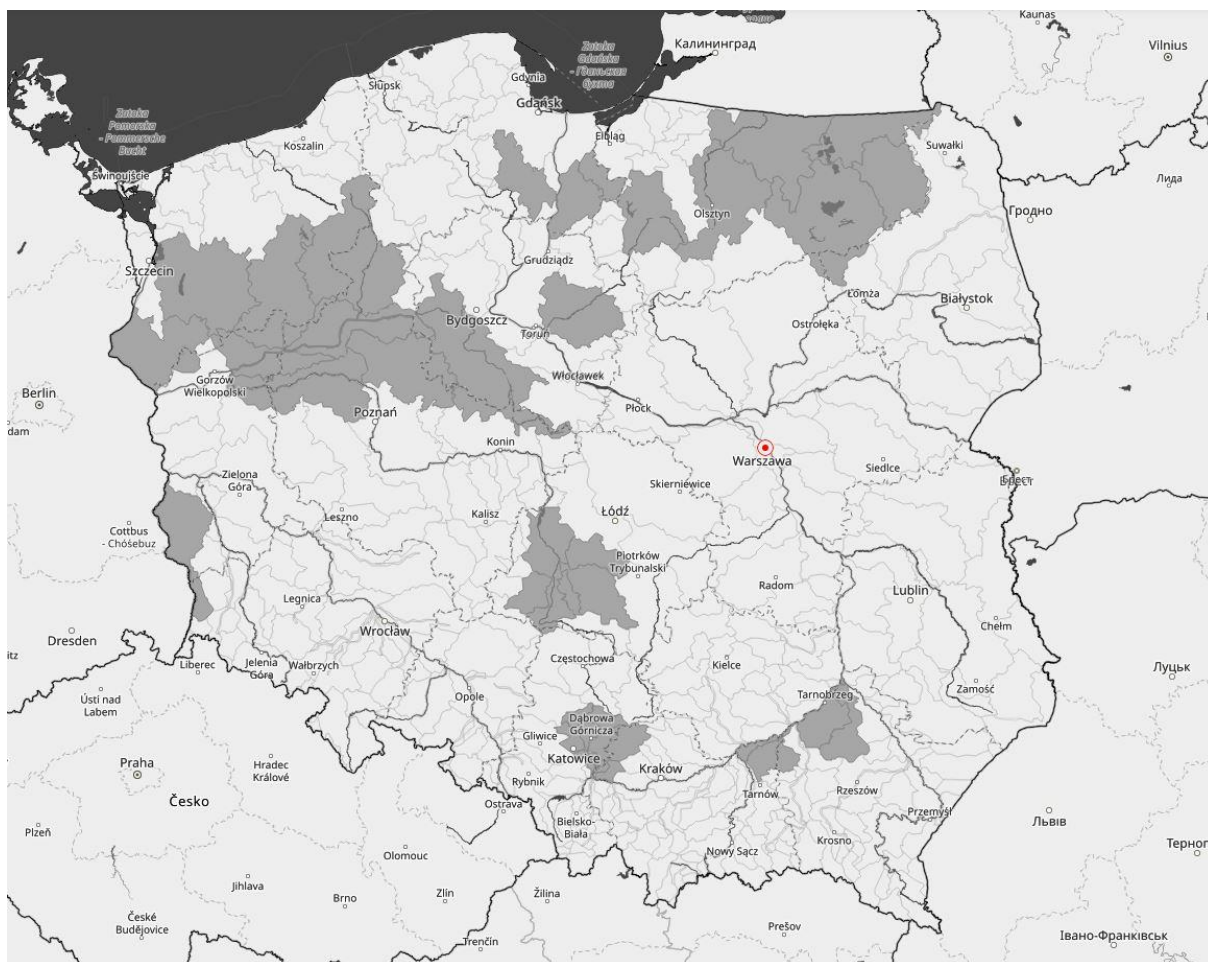 Kaunas
Калининград
Vilnius
Zatoka
Gdańska
Gdynia
Słupsk
Gdańsk
Zatoka
Pomorska
- Pommersche
Bucht
Elbląg
Koszalin
Suwałki
Świnoujście
Лида
Гродно
Olsztyn
Szczecin
Grudziądz
Łomża
Białystok
Bydgoszcz
Ostrołęka
Toruń
Włocławek
Berlin
Gorzów
Wielkopolski
Płock
Poznań
dam
Konin
Warszawa
Siedlce
Zielona
Góra
Skierniewice
Брест
Cottbus
- Chóśebuz
Leszno
Kalisz
Łódź
Piotrków
Trybunalski
Radom
Lublin
Legnica
Dresden
Wrocław
Chełm
itz
Liberec
Jelenia
Góra
Wałbrzych
Częstochowa
Kielce
Луцьк
Ústí nad
Labem
Opole
Tarnobrzeg
Zamość
Dąbrowa
Górnicza
Gliwice
Katowice
Praha
Hradec
Králové
Rybnik
Kraków
Česko
Ostrava
Tarnów
Rzeszów
Bielsko-
Biała
Przemyśl
Львів
Plzeň
Krosno
Терноп
Olomouc
Nowy Sącz
Jihlava
Brno
Zlín
Žilina
České
Budějovice
Prešov
Trenčín
Івано-Франківськ